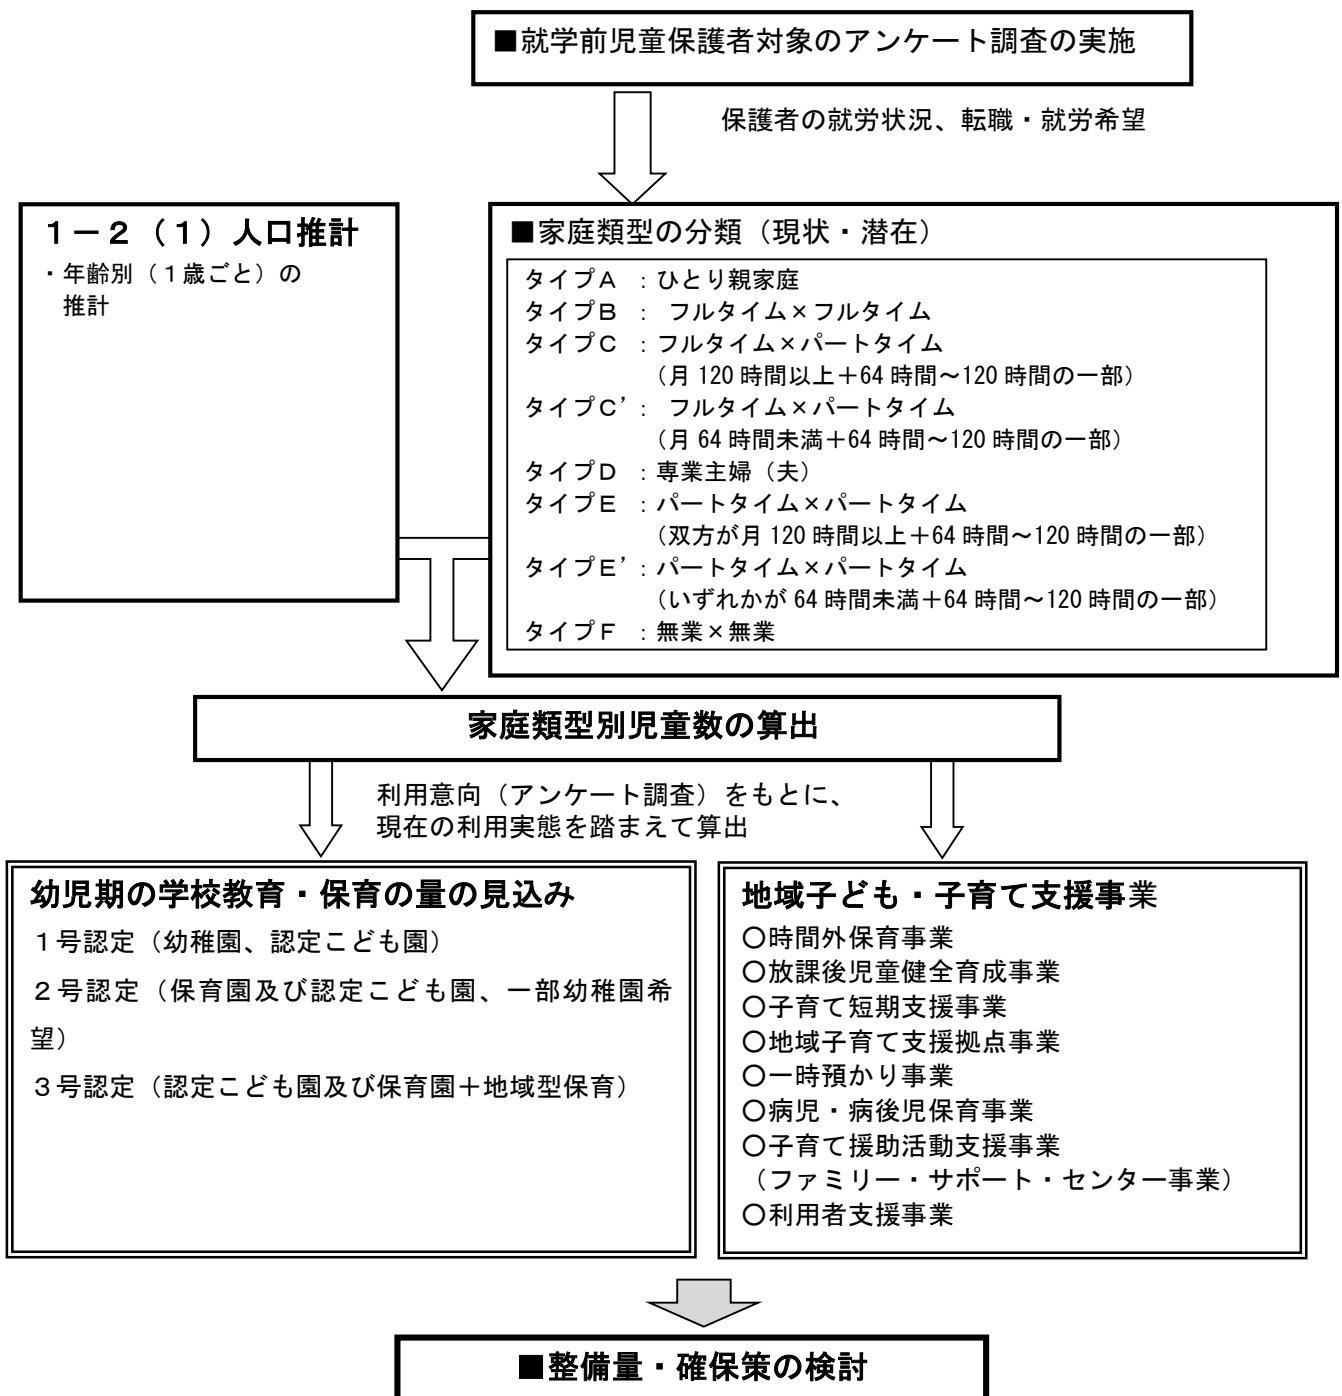 ■就学前児童保護者対象のアンケート調査の実施
保護者の就労状況、転職・就労希望
１－２（１）人口推計
・年齢別（１歳ごと）の
推計
■家庭類型の分類（現状・潜在）
タイプＡ ：ひとり親家庭
タイプＢ ： フルタイム×フルタイム
タイプＣ ：フルタイム×パートタイム
（月 120 時間以上＋64 時間～120 時間の一部）
タイプＣ’： フルタイム×パートタイム
（月 64 時間未満＋64 時間～120 時間の一部）
タイプＤ ：専業主婦（夫）
タイプＥ ：パートタイム×パートタイム
（双方が月 120 時間以上＋64 時間～120 時間の一部）
タイプＥ’：パートタイム×パートタイム
（いずれかが 64 時間未満＋64 時間～120 時間の一部）
タイプＦ ：無業×無業
家庭類型別児童数の算出
利用意向（アンケート調査）をもとに、
現在の利用実態を踏まえて算出
幼児期の学校教育・保育の量の見込み
１号認定（幼稚園、認定こども園）
２号認定（保育園及び認定こども園、一部幼稚園希
望）
３号認定（認定こども園及び保育園＋地域型保育）
地域子ども・子育て支援事業
○時間外保育事業
○放課後児童健全育成事業
○子育て短期支援事業
○地域子育て支援拠点事業
○一時預かり事業
○病児・病後児保育事業
○子育て援助活動支援事業
（ファミリー・サポート・センター事業）
○利用者支援事業
■整備量・確保策の検討